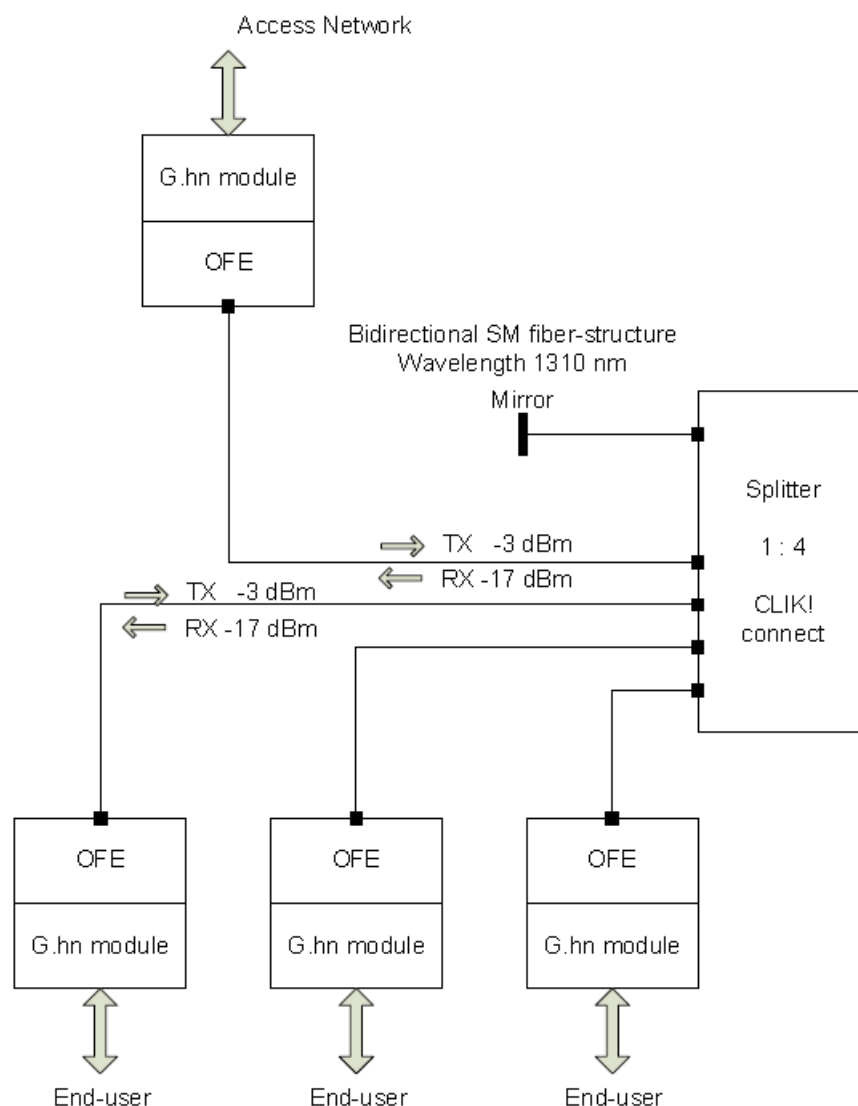 Access Network
G.hn module
OFE
Bidirectional SM fiber-structure
Wavelength 1310 nm
Mirror
Splitter
1 : 4
CLIK!
connect
TX -3 dBm
RX -17 dBm
TX -3 dBm
RX -17 dBm
OFE
OFE
OFE
G.hn module
G.hn module
G.hn module
End-user
End-user
End-user